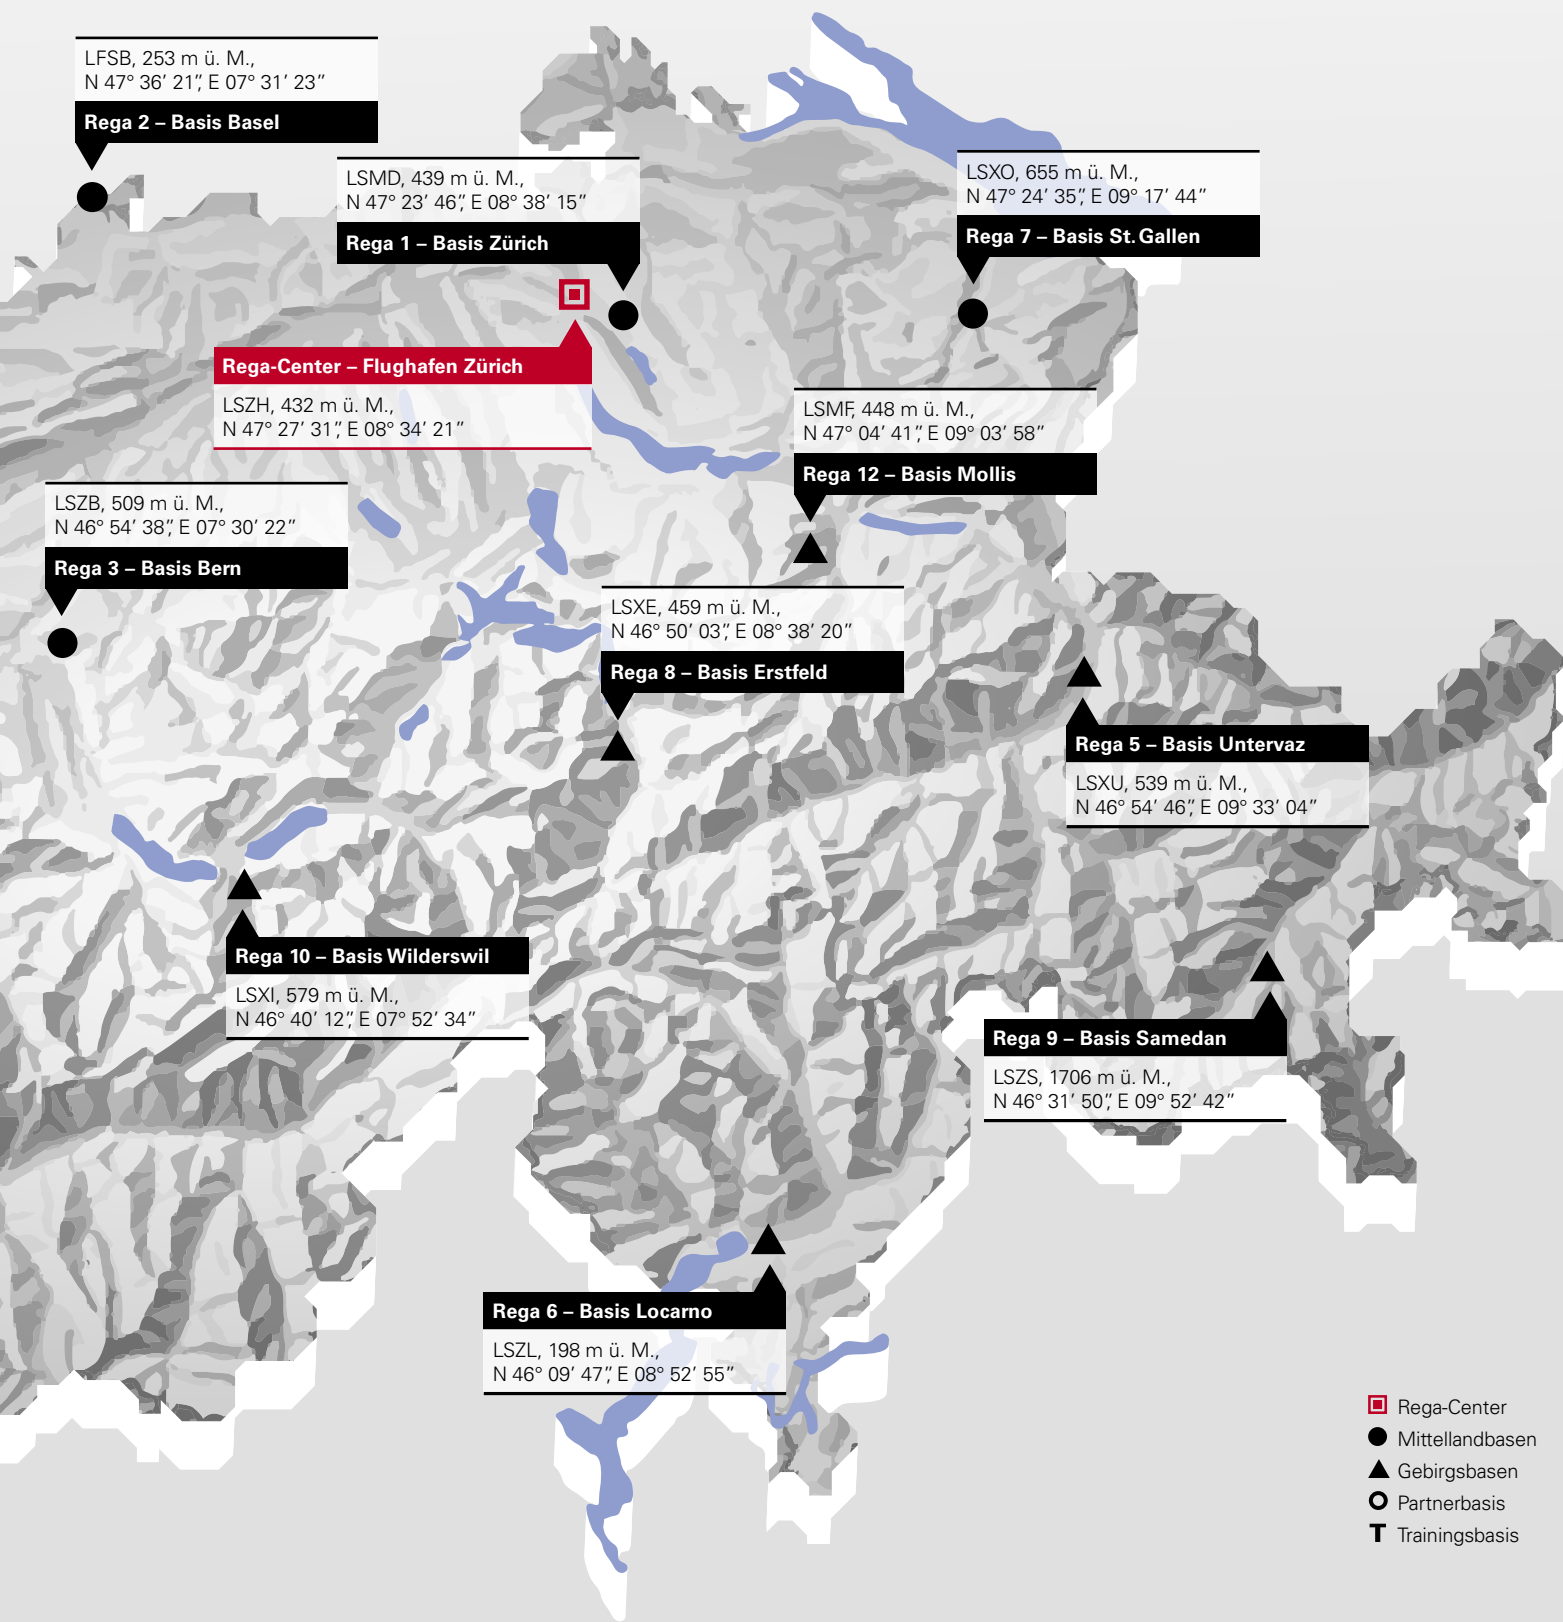 LFSB, 253 m ü. M.,
N 47° 36′ 21″, E 07° 31′ 23″
Rega 2 – Basis Basel
LSMD, 439 m ü. M.,
N 47° 23′ 46″, E 08° 38′ 15″
Rega 1 – Basis Zürich
LSXO, 655 m ü. M.,
N 47° 24′ 35″, E 09° 17′ 44″
Rega 7 – Basis St. Gallen
Rega-Center – Flughafen Zürich
LSZH, 432 m ü. M.,
N 47° 27′ 31″, E 08° 34′ 21″
LSMF, 448 m ü. M.,
N 47° 04′ 41″, E 09° 03′ 58″
Rega 12 – Basis Mollis
LSZB, 509 m ü. M.,
N 46° 54′ 38″, E 07° 30′ 22″
Rega 3 – Basis Bern
LSXE, 459 m ü. M.,
N 46° 50′ 03″, E 08° 38′ 20″
Rega 8 – Basis Erstfeld
Rega 5 – Basis Untervaz
LSXU, 539 m ü. M.,
N 46° 54′ 46″, E 09° 33′ 04″
Rega 10 – Basis Wilderswil
LSXI, 579 m ü. M.,
N 46° 40′ 12″, E 07° 52′ 34″
Rega 9 – Basis Samedan
LSZS, 1706 m ü. M.,
N 46° 31′ 50″, E 09° 52′ 42″
Rega 6 – Basis Locarno
LSZL, 198 m ü. M.,
N 46° 09′ 47″, E 08° 52′ 55″
Rega-Center
Mittellandbasen
Gebirgsbasen
Partnerbasis
T Trainingsbasis